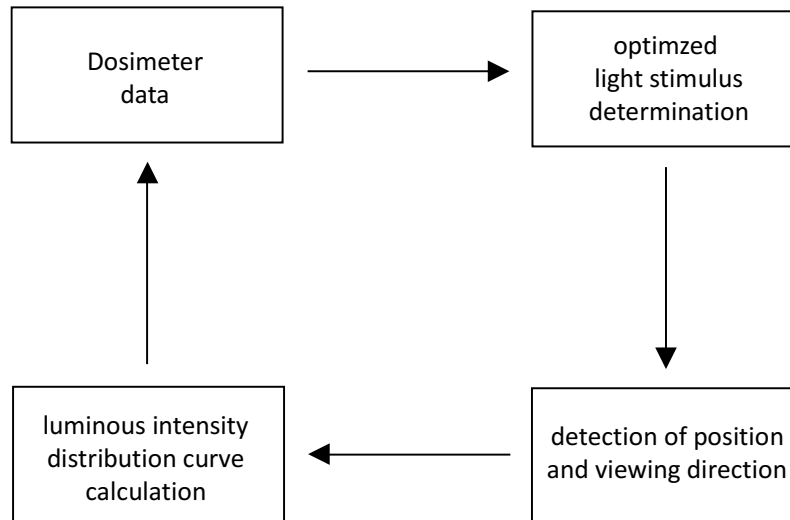 Dosimeter
data
optimzed
light stimulus
determination
luminous intensity
distribution curve
calculation
detection of position
and viewing direction